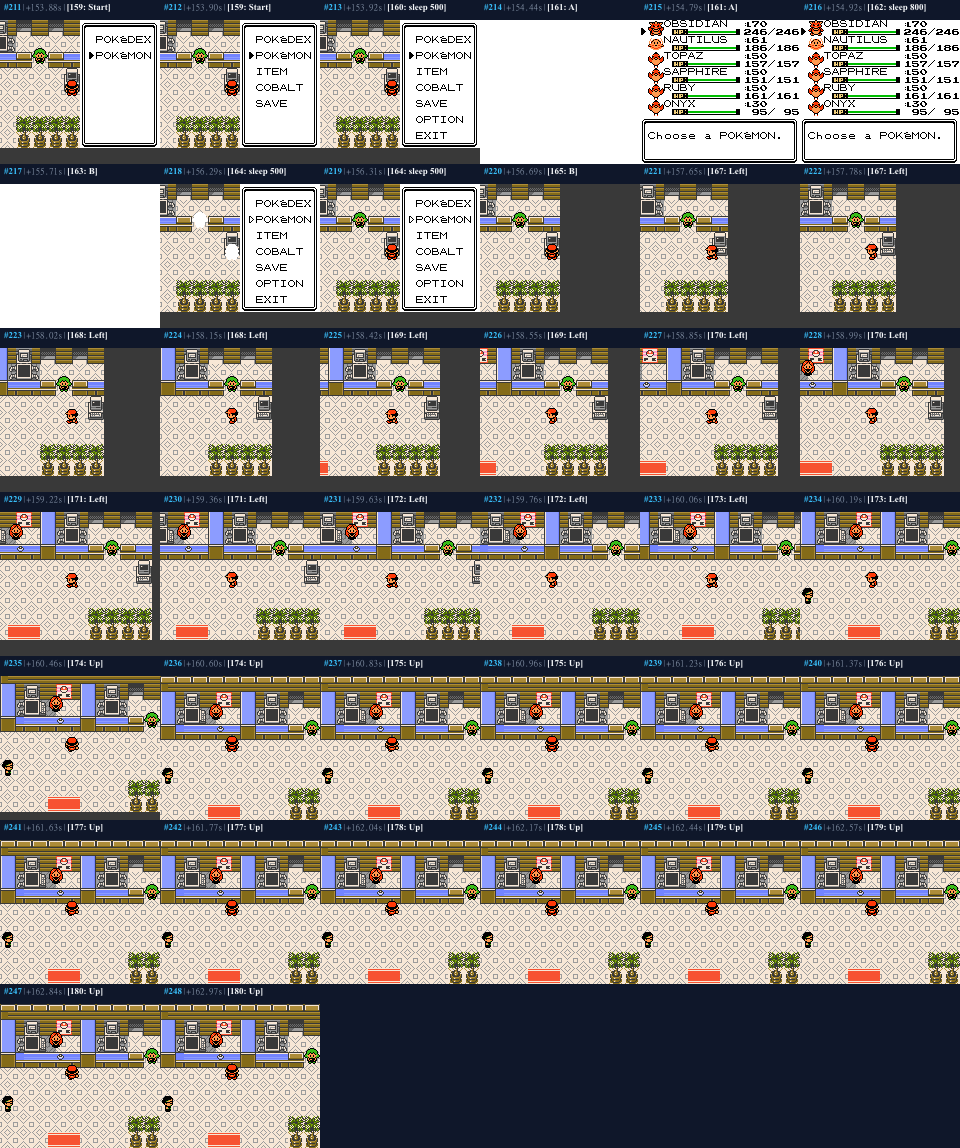 #211|+153.88s| [159: Start]
#212|+153.90s| [159: Start]
#213|+153.92s| [160: sleep 500]
#214|+154.44s| [161: A]
#215|+154.79s| [161: A]
#216|+154.92s| [162: sleep 800]
POKéDEX
POKéMON
POKéDEX
POKéMON
ITEM
COBALT
SAVE
POKéDEX
POKéMON
ITEM
COBALT
SAVE
OPTION
EXIT
OBSIDIAN :L70
HP: 246/246
NAUTILUS :L61
HP: 186/186
TOPAZ :L50
HP: 157/157
SAPPHIRE :L50
HP: 151/151
RUBY :L50
HP: 161/161
ONYX :L30
HP: 95/ 95
Choose a POKéMON.
OBSIDIAN :L70
HP: 246/246
NAUTILUS :L61
HP: 186/186
TOPAZ :L50
HP: 157/157
SAPPHIRE :L50
HP: 151/151
RUBY :L50
HP: 161/161
ONYX :L30
HP: 95/ 95
Choose a POKéMON.
#217|+155.71s| [163: B]
#218|+156.29s| [164: sleep 500]
#219|+156.31s| [164: sleep 500]
#220|+156.69s| [165: B]
#221|+157.65s| [167: Left]
#222|+157.78s| [167: Left]
POKéDEX
POKéMON
ITEM
COBALT
SAVE
OPTION
EXIT
POKéDEX
POKéMON
ITEM
COBALT
SAVE
OPTION
EXIT
#223|+158.02s| [168: Left]
#224|+158.15s| [168: Left]
#225|+158.42s| [169: Left]
#226|+158.55s| [169: Left]
#227|+158.85s| [170: Left]
#228|+158.99s| [170: Left]
#229|+159.22s| [171: Left]
#230|+159.36s| [171: Left]
#231|+159.63s| [172: Left]
#232|+159.76s| [172: Left]
#233|+160.06s| [173: Left]
#234|+160.19s| [173: Left]
#235|+160.46s| [174: Up]
#236|+160.60s| [174: Up]
#237|+160.83s| [175: Up]
#238|+160.96s| [175: Up]
#239|+161.23s| [176: Up]
#240|+161.37s| [176: Up]
#241|+161.63s| [177: Up]
#242|+161.77s| [177: Up]
#243|+162.04s| [178: Up]
#244|+162.17s| [178: Up]
#245|+162.44s| [179: Up]
#246|+162.57s| [179: Up]
#247|+162.84s| [180: Up]
#248|+162.97s| [180: Up]